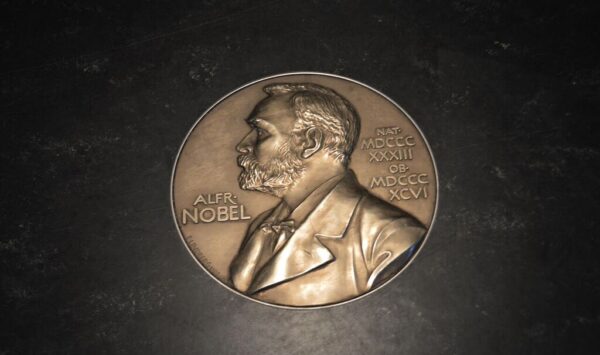 ALFR·
NOBEL
NAT·
MDCCC
XXXIII
OB·
MDCCC
XCVI